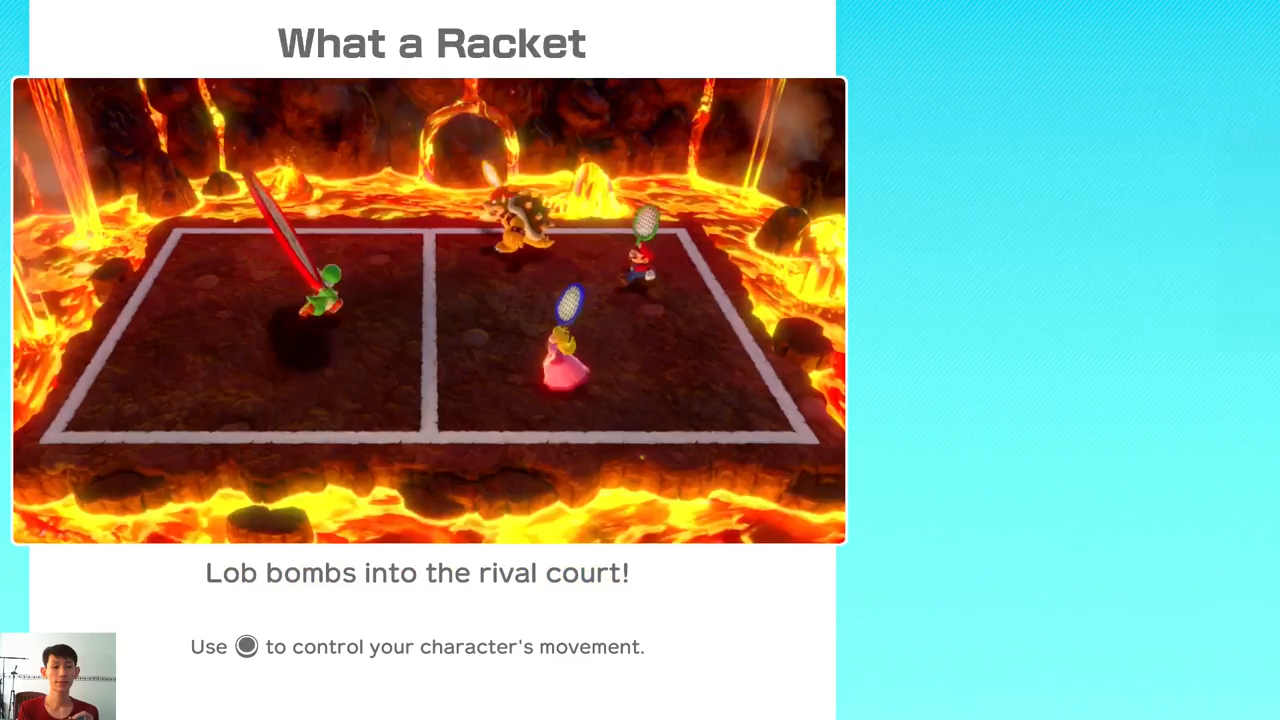 What a Racket
Lob bombs into the rival court!
Use to control your character's movement.